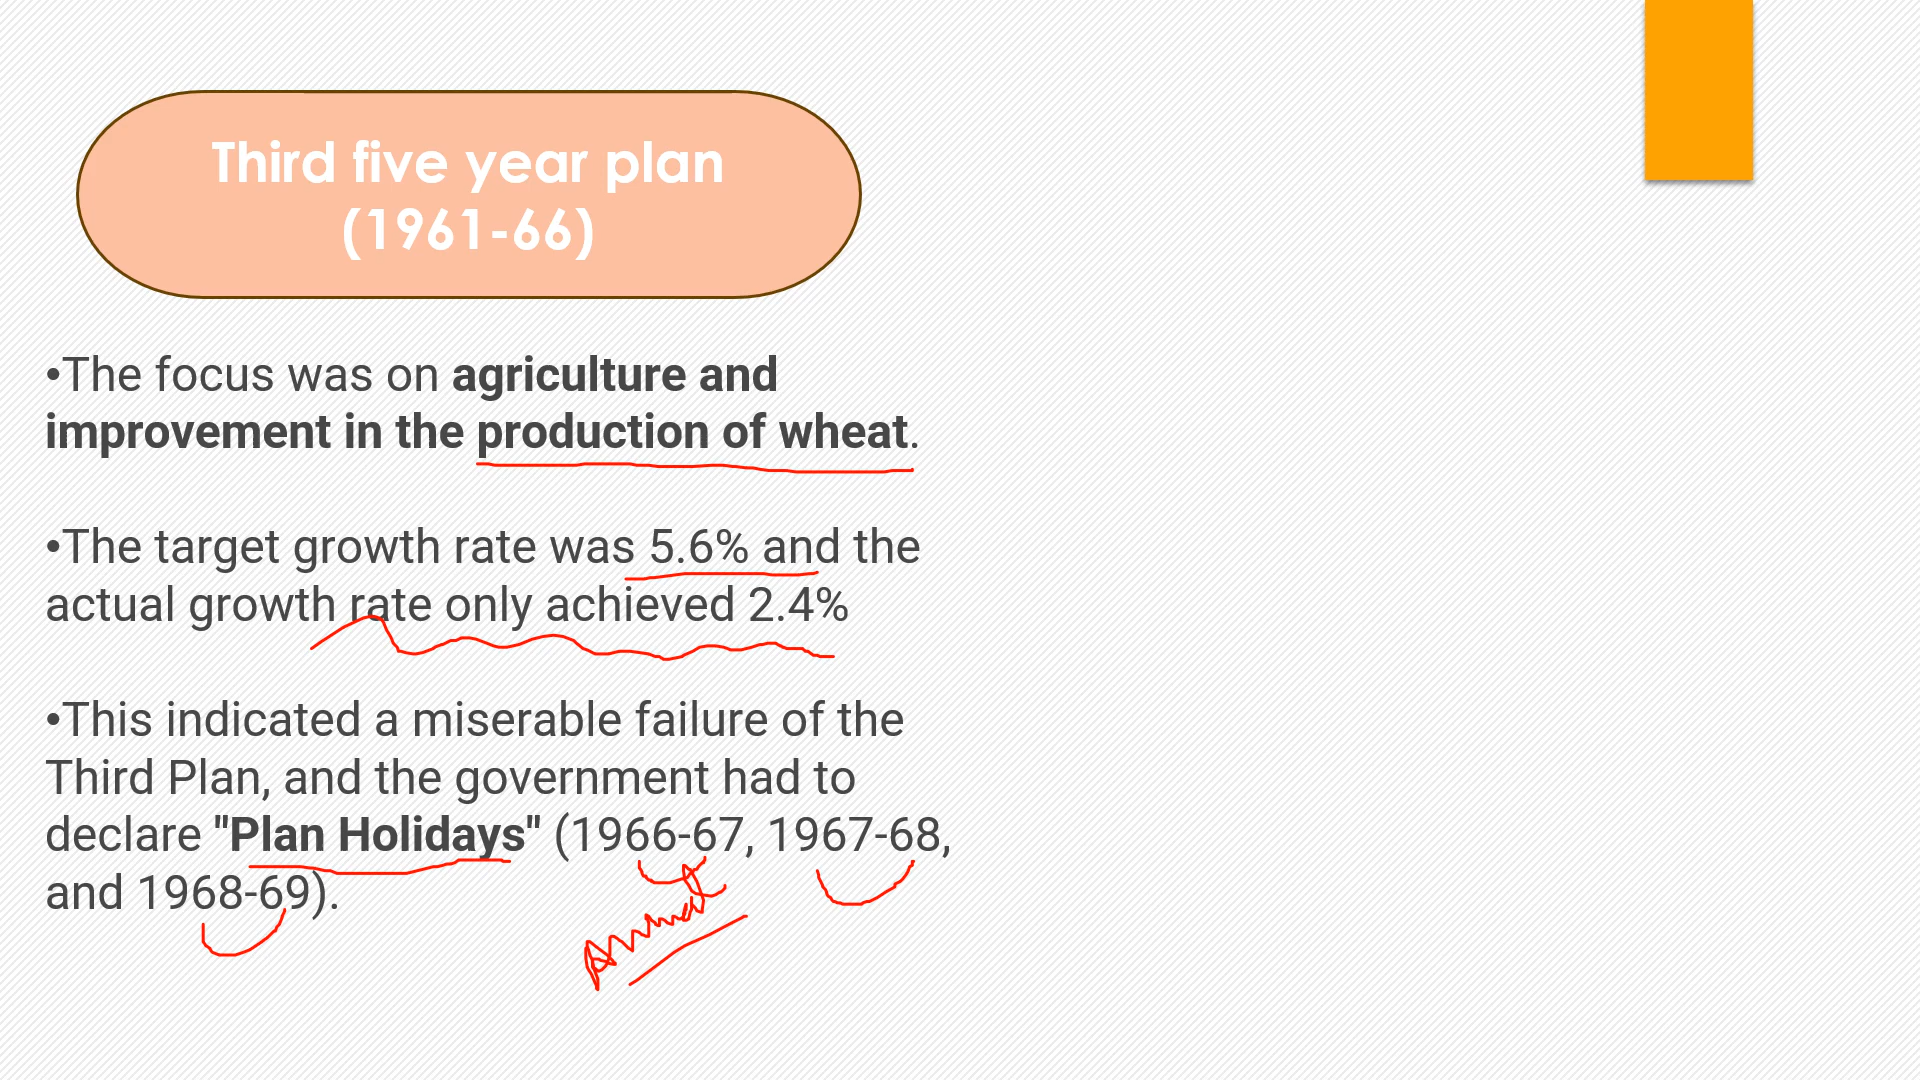 Third five year plan
(1961-66)
•The focus was on agriculture and
improvement in the production of wheat.
•The target growth rate was 5.6% and the
actual growth rate only achieved 2.4%
•This indicated a miserable failure of the
Third Plan, and the government had to
declare "Plan Holidays" (1966-67, 1967-68,
and 1968-69).